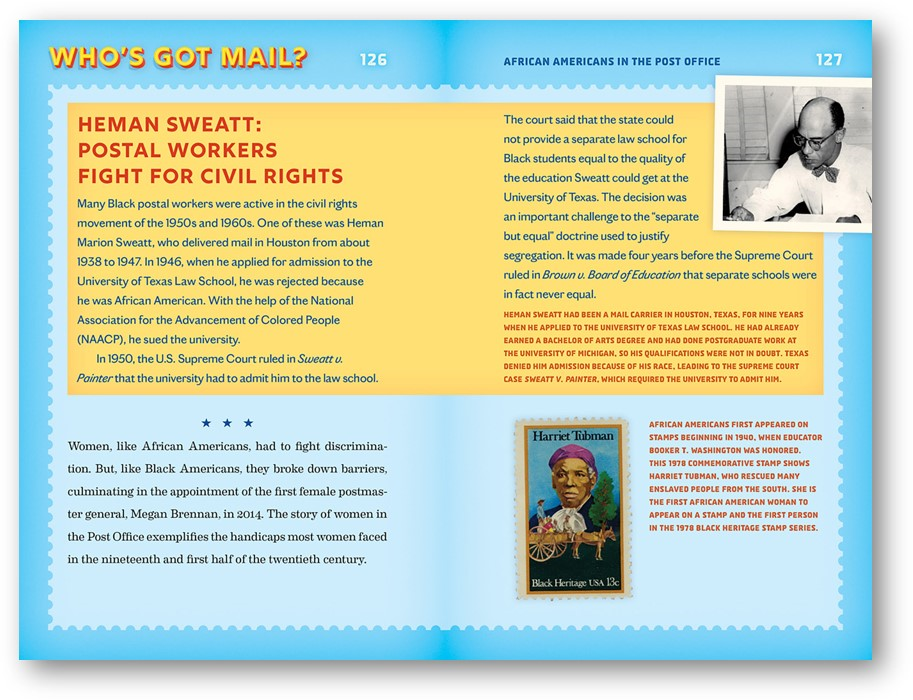 WHO'S GOT MAIL?
126
HEMAN SWEATT:
POSTAL WORKERS
FIGHT FOR CIVIL RIGHTS
Many Black postal workers were active in the civil rights
movement of the 1950s and 1960s. One of these was Heman
Marion Sweatt, who delivered mail in Houston from about
1938 to 1947. In 1946, when he applied for admission to the
University of Texas Law School, he was rejected because
he was African American. With the help of the National
Association for the Advancement of Colored People
(NAACP), he sued the university.
In 1950, the U.S. Supreme Court ruled in Sweatt v.
Painter that the university had to admit him to the law school.
★ ★ ★
Women, like African Americans, had to fight discrimina-
tion. But, like Black Americans, they broke down barriers,
culminating in the appointment of the first female postmas-
ter general, Megan Brennan, in 2014. The story of women in
the Post Office exemplifies the handicaps most women faced
in the nineteenth and first half of the twentieth century.
AFRICAN AMERICANS IN THE POST OFFICE
127
The court said that the state could
not provide a separate law school for
Black students equal to the quality of
the education Sweatt could get at the
University of Texas. The decision was
an important challenge to the "separate
but equal" doctrine used to justify
segregation. It was made four years before the Supreme Court
ruled in Brown v. Board of Education that separate schools were
in fact never equal.
HEMAN SWEATT HAD BEEN A MAIL CARRIER IN HOUSTON, TEXAS, FOR NINE YEARS
WHEN HE APPLIED TO THE UNIVERSITY OF TEXAS LAW SCHOOL. HE HAD ALREADY
EARNED A BACHELOR OF ARTS DEGREE AND HAD DONE POSTGRADUATE WORK AT
THE UNIVERSITY OF MICHIGAN, SO HIS QUALIFICATIONS WERE NOT IN DOUBT. TEXAS
DENIED HIM ADMISSION BECAUSE OF HIS RACE, LEADING TO THE SUPREME COURT
CASE SWEATT V. PAINTER, WHICH REQUIRED THE UNIVERSITY TO ADMIT HIM.
Harriet Tubman
Black Heritage USA 13c
AFRICAN AMERICANS FIRST APPEARED ON
STAMPS BEGINNING IN 1940, WHEN EDUCATOR
BOOKER T. WASHINGTON WAS HONORED.
THIS 1978 COMMEMORATIVE STAMP SHOWS
HARRIET TUBMAN, WHO RESCUED MANY
ENSLAVED PEOPLE FROM THE SOUTH. SHE IS
THE FIRST AFRICAN AMERICAN WOMAN TO
APPEAR ON A STAMP AND THE FIRST PERSON
IN THE 1978 BLACK HERITAGE STAMP SERIES.